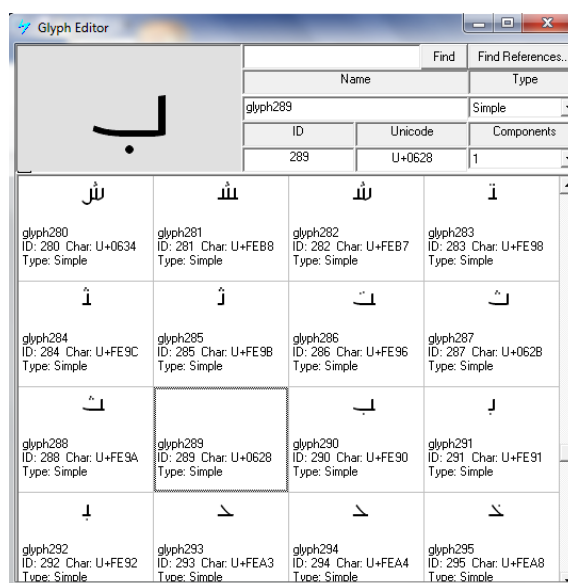 Glyph Editor
Find Find References..
Name Type
glyph289 Simple
ID Unicode Components
289 U+0628 1
ب
glyph280 glyph281 glyph282 glyph283
ID: 280 Char: U+0634 ID: 281 Char: U+FEB8 ID: 282 Char: U+FEB7 ID: 283 Char: U+FE98
Type: Simple Type: Simple Type: Simple Type: Simple
glyph284 glyph285 glyph286 glyph287
ID: 284 Char: U+FE9C ID: 285 Char: U+FE9B ID: 286 Char: U+FE96 ID: 287 Char: U+062B
Type: Simple Type: Simple Type: Simple Type: Simple
glyph288 glyph289 glyph290 glyph291
ID: 288 Char: U+FE9A ID: 289 Char: U+0628 ID: 290 Char: U+FE90 ID: 291 Char: U+FE91
Type: Simple Type: Simple Type: Simple Type: Simple
glyph292 glyph293 glyph294 glyph295
ID: 292 Char: U+FE92 ID: 293 Char: U+FEA3 ID: 294 Char: U+FEA4 ID: 295 Char: U+FEA8
Type: Simple Type: Simple Type: Simple Type: Simple